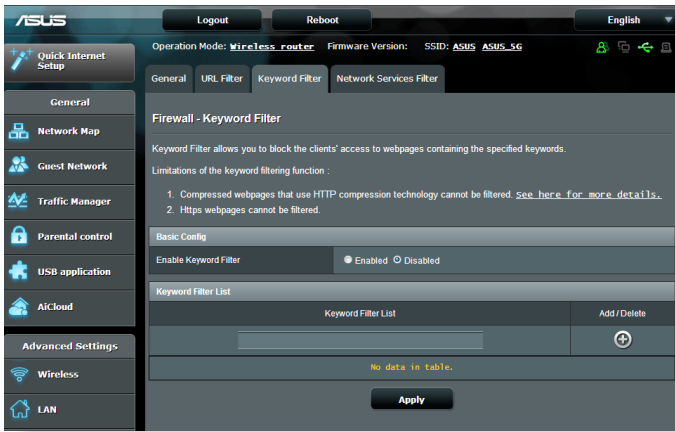 ASUS
Logout
Reboot
English
Operation Mode: Wireless router Firmware Version: SSID: ASUS ASUS_5G
Quick Internet
Setup
General
Network Map
Guest Network
Traffic Manager
Parental control
USB application
AiCloud
Advanced Settings
Wireless
LAN
General
URL Filter
Keyword Filter
Network Services Filter
Firewall - Keyword Filter
Keyword Filter allows you to block the clients' access to webpages containing the specified keywords.
Limitations of the keyword filtering function :
1. Compressed webpages that use HTTP compression technology cannot be filtered. See here for more details.
2. Https webpages cannot be filtered.
Basic Config
Enable Keyword Filter
Enabled Disabled
Keyword Filter List
Keyword Filter List
Add / Delete
No data in table.
Apply